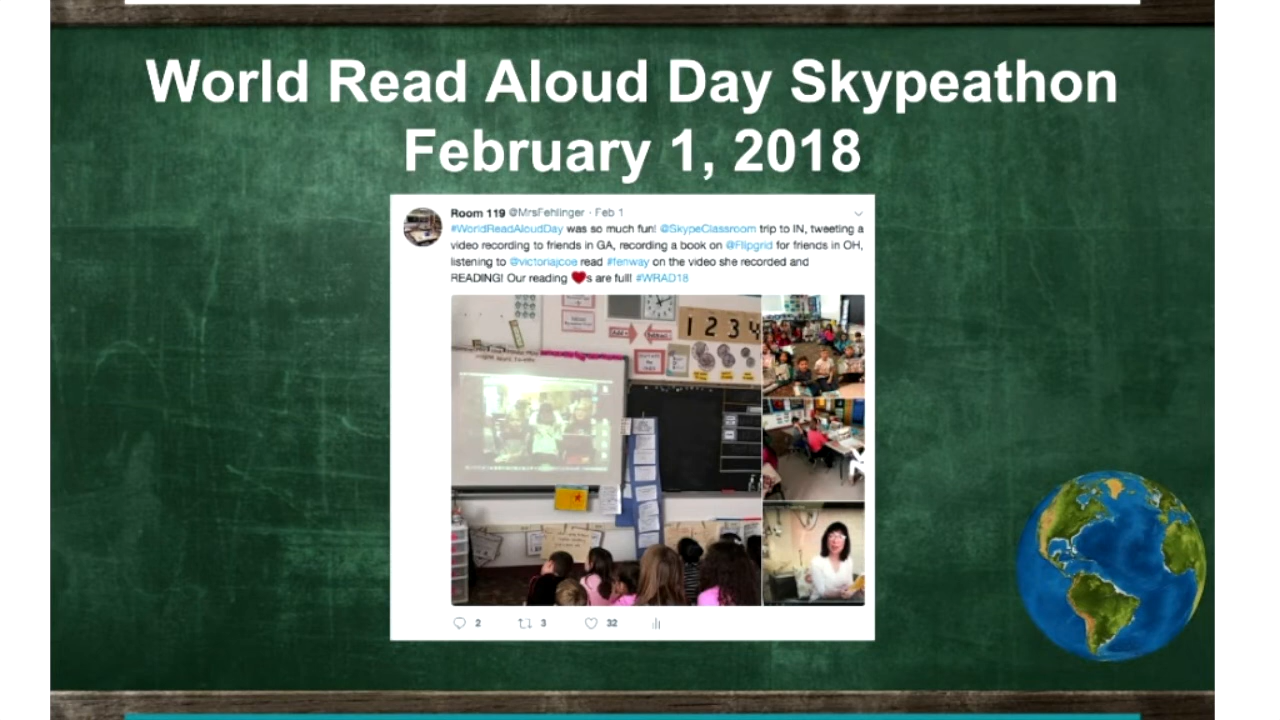 World Read Aloud Day Skypeathon
February 1, 2018
Room 119 @MrsFehlinger · Feb 1
#WorldReadAloudDay was so much fun! @SkypeClassroom trip to IN, tweeting a
video recording to friends in GA, recording a book on @Flipgrid for friends in OH,
listening to @victoriajcoe read #fenway on the video she recorded and
READING! Our reading ❤s are full! #WRAD18
1 2 3 4
2 3 32